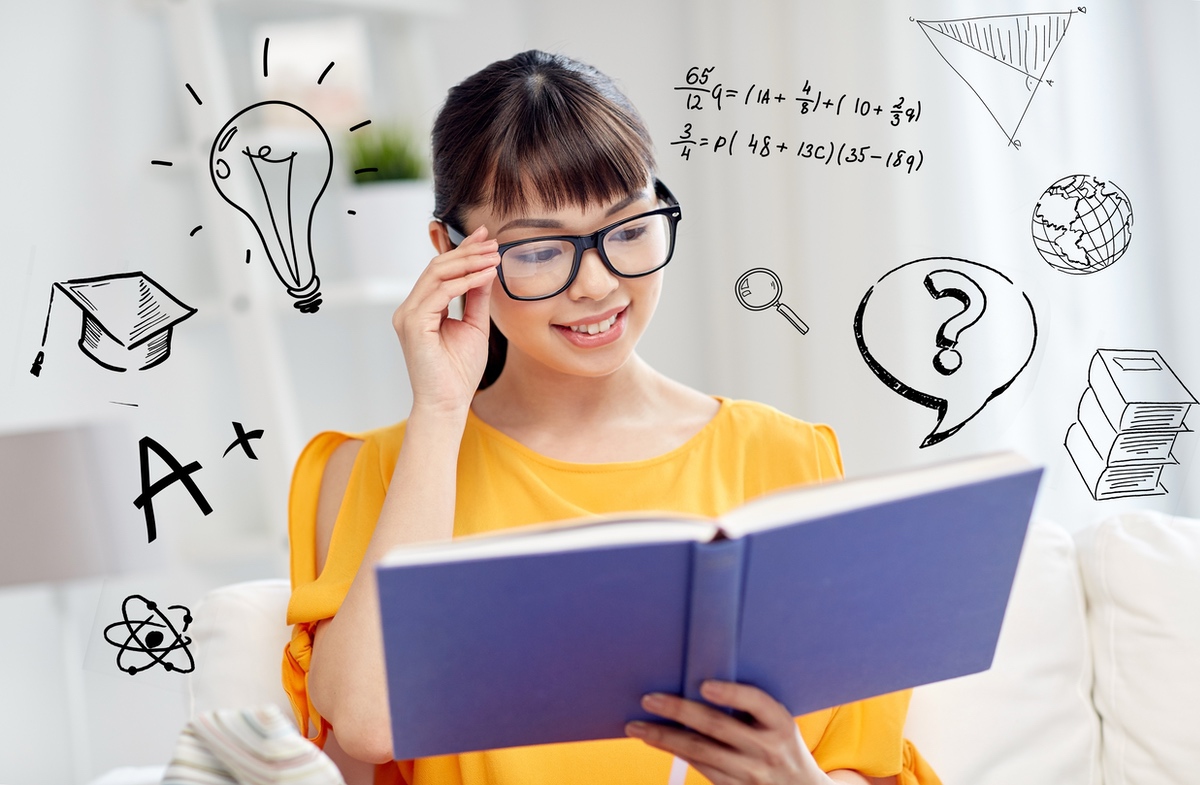 65/12 q = (1A + 4/8) + ( 10 + 2/3 q)
3/4 = P( 48 + 13C)(35 - 18q)
?
A+